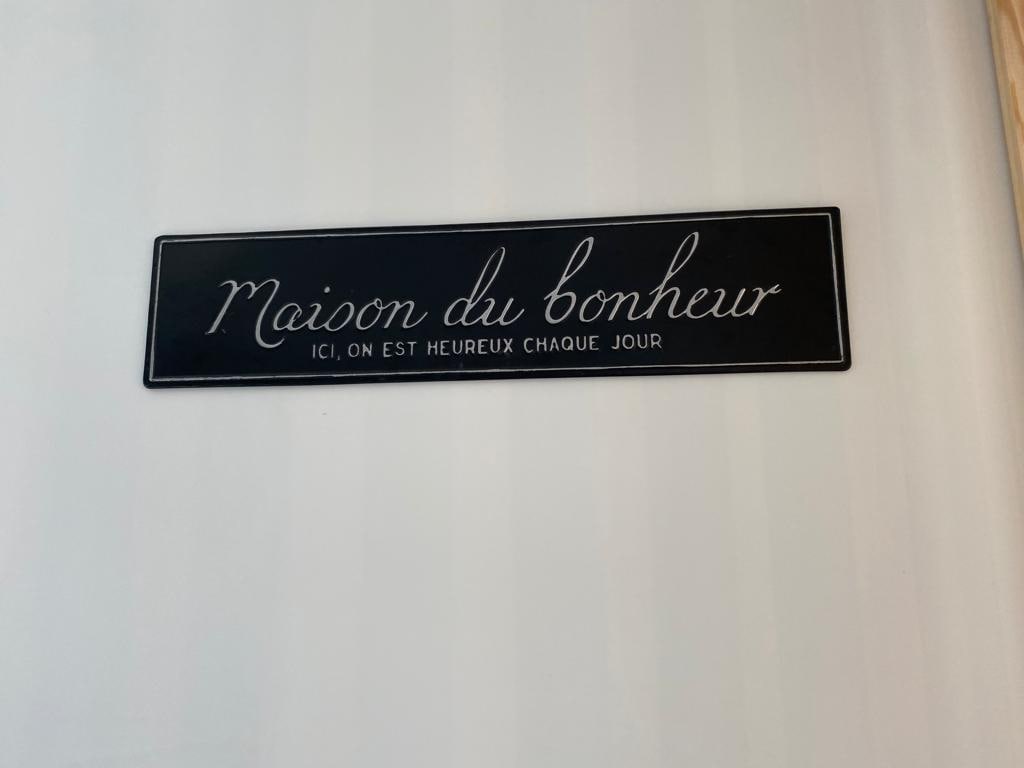 Maison du bonheur
ICI, ON EST HEUREUX CHAQUE JOUR